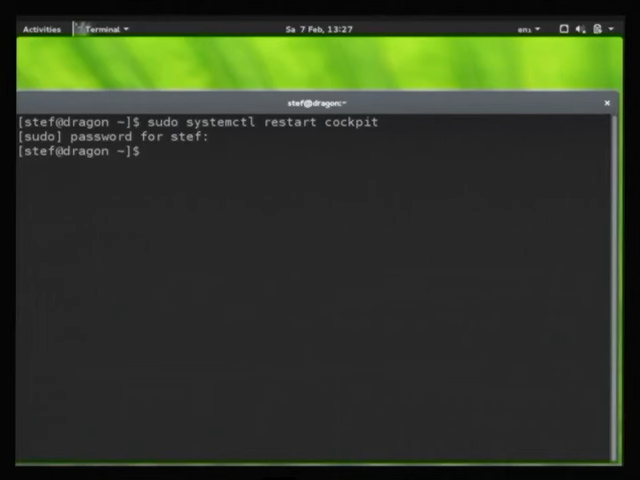 Activities Terminal Sa 7 Feb, 13:27 en1
stef@dragon:~
[stef@dragon ~]$ sudo systemctl restart cockpit
[sudo] password for stef:
[stef@dragon ~]$